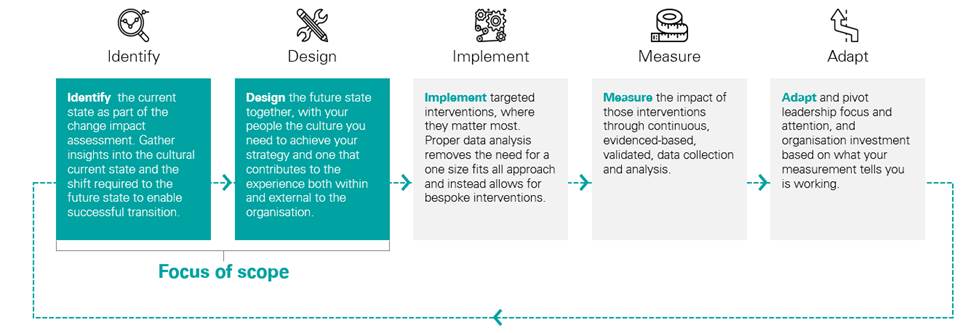 Identify
Design
Implement
Measure
Adapt
Identify the current
state as part of the
change impact
assessment. Gather
insights into the cultural
current state and the
shift required to the
future state to enable
successful transition.
Design the future state
together, with your
people the culture you
need to achieve your
strategy and one that
contributes to the
experience both within
and external to the
organisation.
Implement targeted
interventions, where
they matter most.
Proper data analysis
removes the need for a
one size fits all approach
and instead allows for
bespoke interventions.
Measure the impact of
those interventions
through continuous,
evidenced-based,
validated, data collection
and analysis.
Adapt and pivot
leadership focus and
attention, and
organisation investment
based on what your
measurement tells you
is working.
Focus of scope